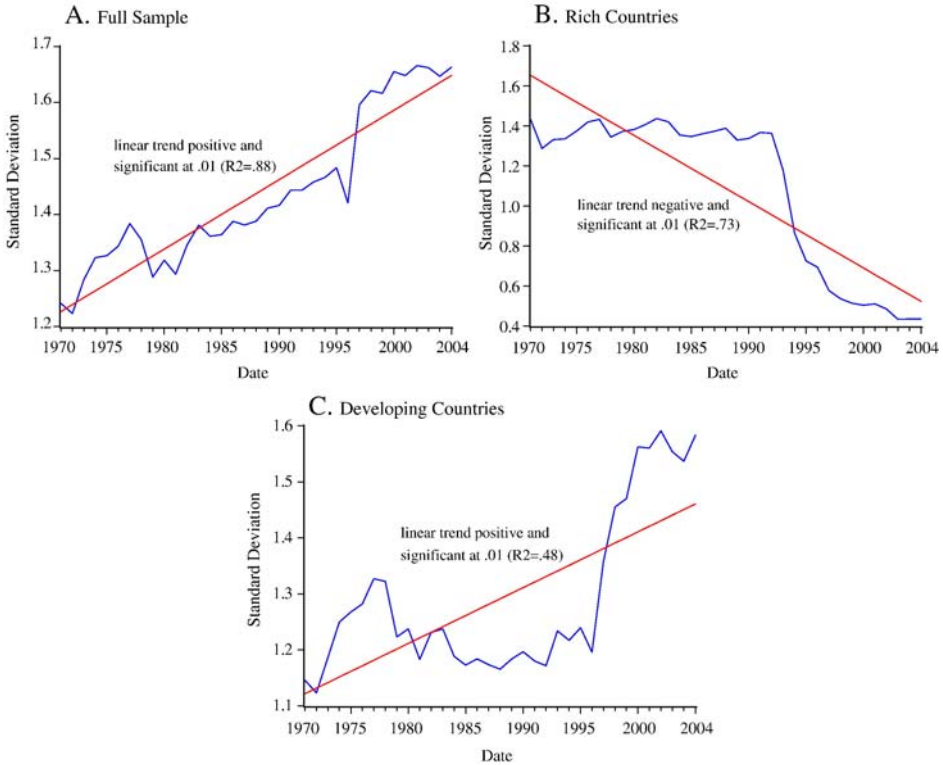 A. Full Sample
1.7
1.6
1.5
1.4
1.3
1.2
Standard Deviation
linear trend positive and
significant at .01 (R2=.88)
1970 1975 1980 1985 1990 1995 2000 2004
Date
B. Rich Countries
1.8
1.6
1.4
1.2
1.0
0.8
0.6
0.4
Standard Deviation
linear trend negative and
significant at .01 (R2=.73)
1970 1975 1980 1985 1990 1995 2000 2004
Date
C. Developing Countries
1.6
1.5
1.4
1.3
1.2
1.1
Standard Deviation
linear trend positive and
significant at .01 (R2=.48)
1970 1975 1980 1985 1990 1995 2000 2004
Date